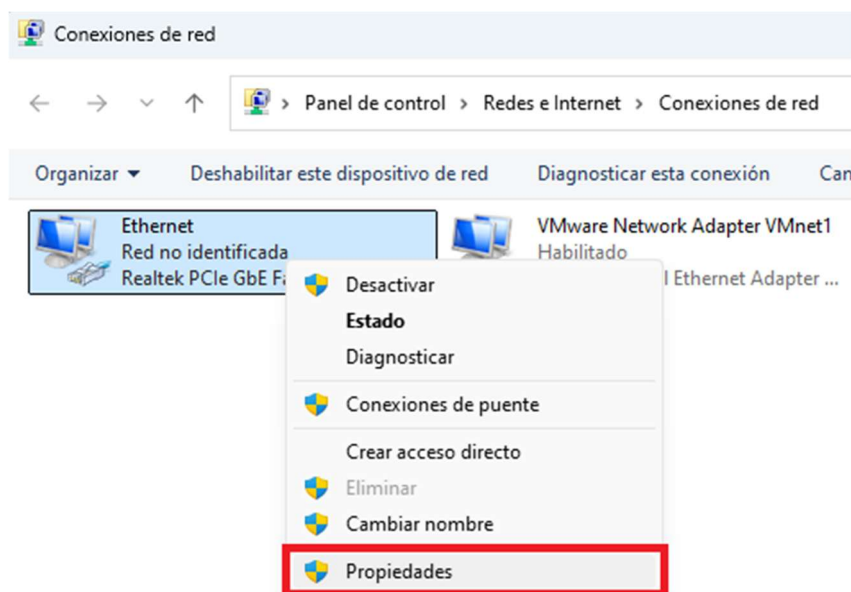 Conexiones de red
Panel de control > Redes e Internet > Conexiones de red
Organizar Deshabilitar este dispositivo de red Diagnosticar esta conexión
Ethernet
Red no identificada
Realtek PCIe GbE
VMware Network Adapter VMnet1
Habilitado
Ethernet Adapter ...
Desactivar
Estado
Diagnosticar
Conexiones de puente
Crear acceso directo
Eliminar
Cambiar nombre
Propiedades